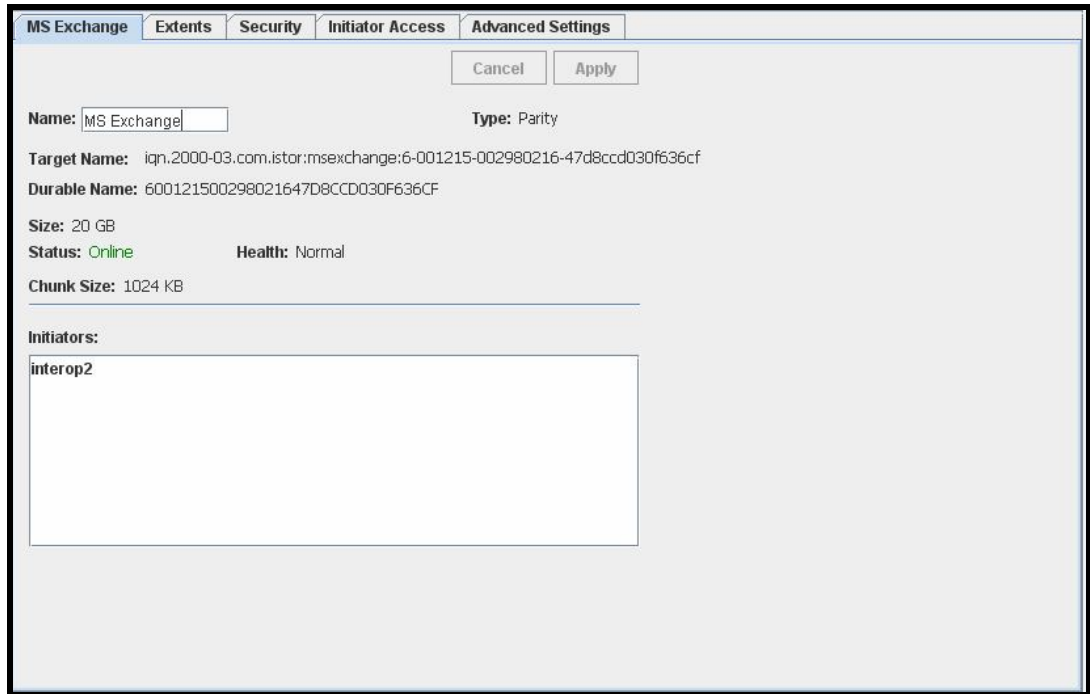 MS Exchange Extents Security Initiator Access Advanced Settings
Cancel Apply
Name: MS Exchange Type: Parity
Target Name: iqn.2000-03.com.istor:msexchange:6-001215-002980216-47d8ccd030f636cf
Durable Name: 600121500298021647D8CCD030F636CF
Size: 20 GB
Status: Online Health: Normal
Chunk Size: 1024 KB
Initiators:
interop2